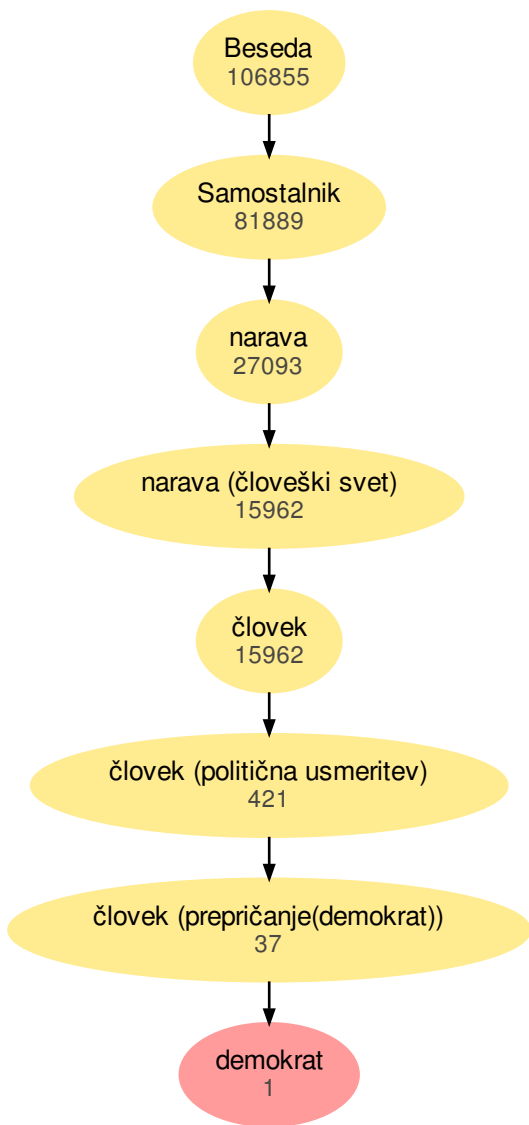 Beseda
106855
Samostalnik
81889
narava
27093
narava (človeški svet)
15962
človek
15962
človek (politična usmeritev)
421
človek (prepričanje(demokrat))
37
demokrat
1